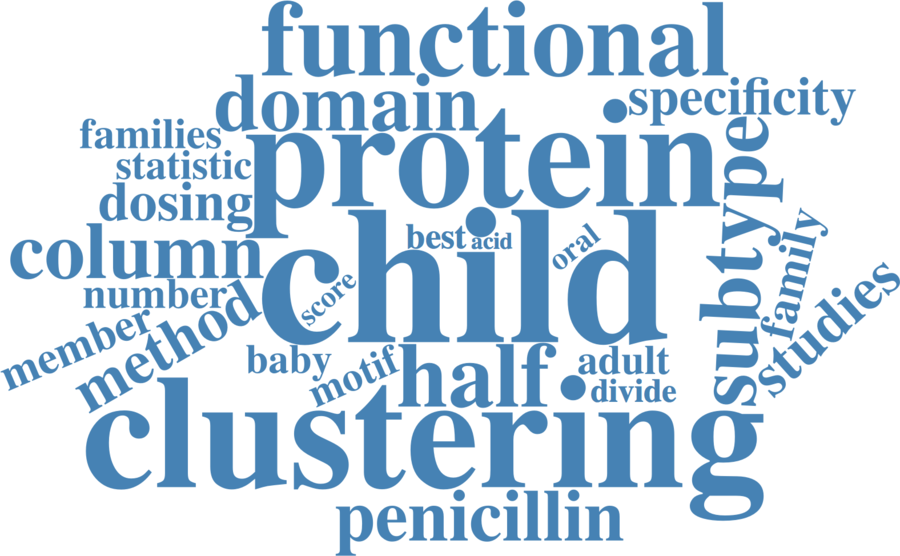 functional
domain
specificity
families
protein
statistic
subtype
dosing
column
child
best
acid
oral
family
number
score
studies
member
method
baby
motif
half
adult
divide
clustering
penicillin